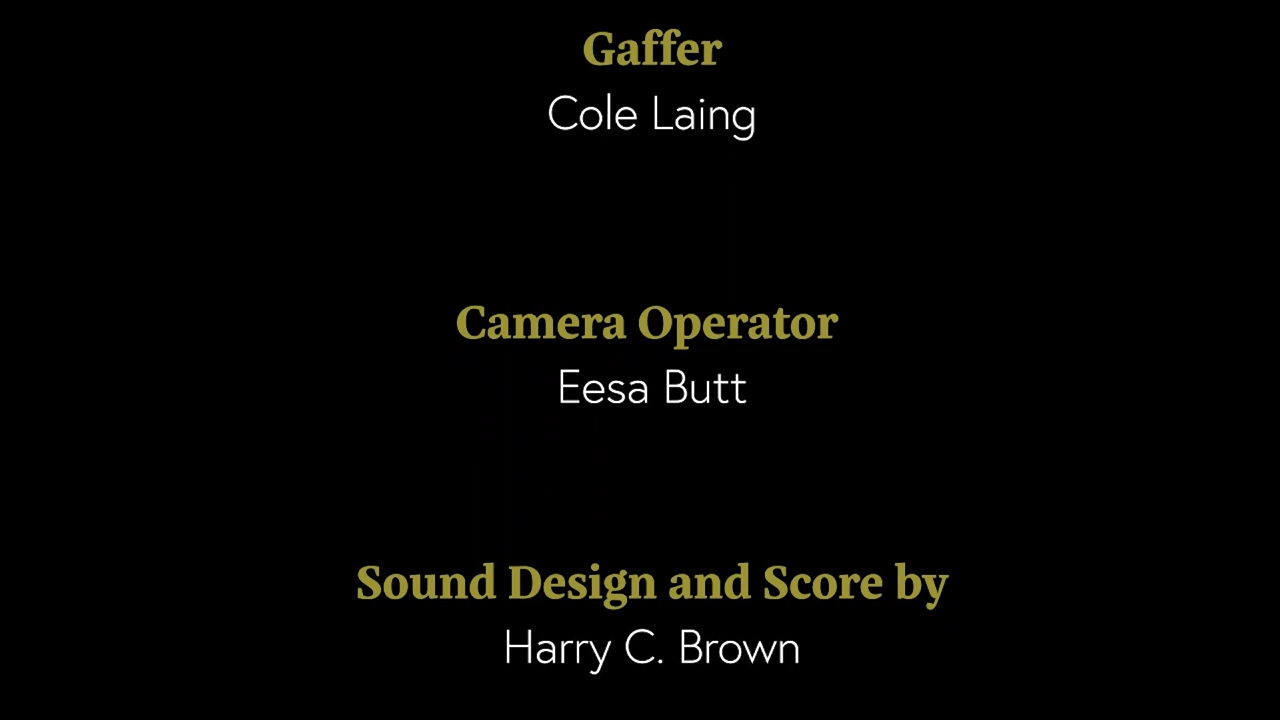 Gaffer
Cole Laing
Camera Operator
Eesa Butt
Sound Design and Score by
Harry C. Brown